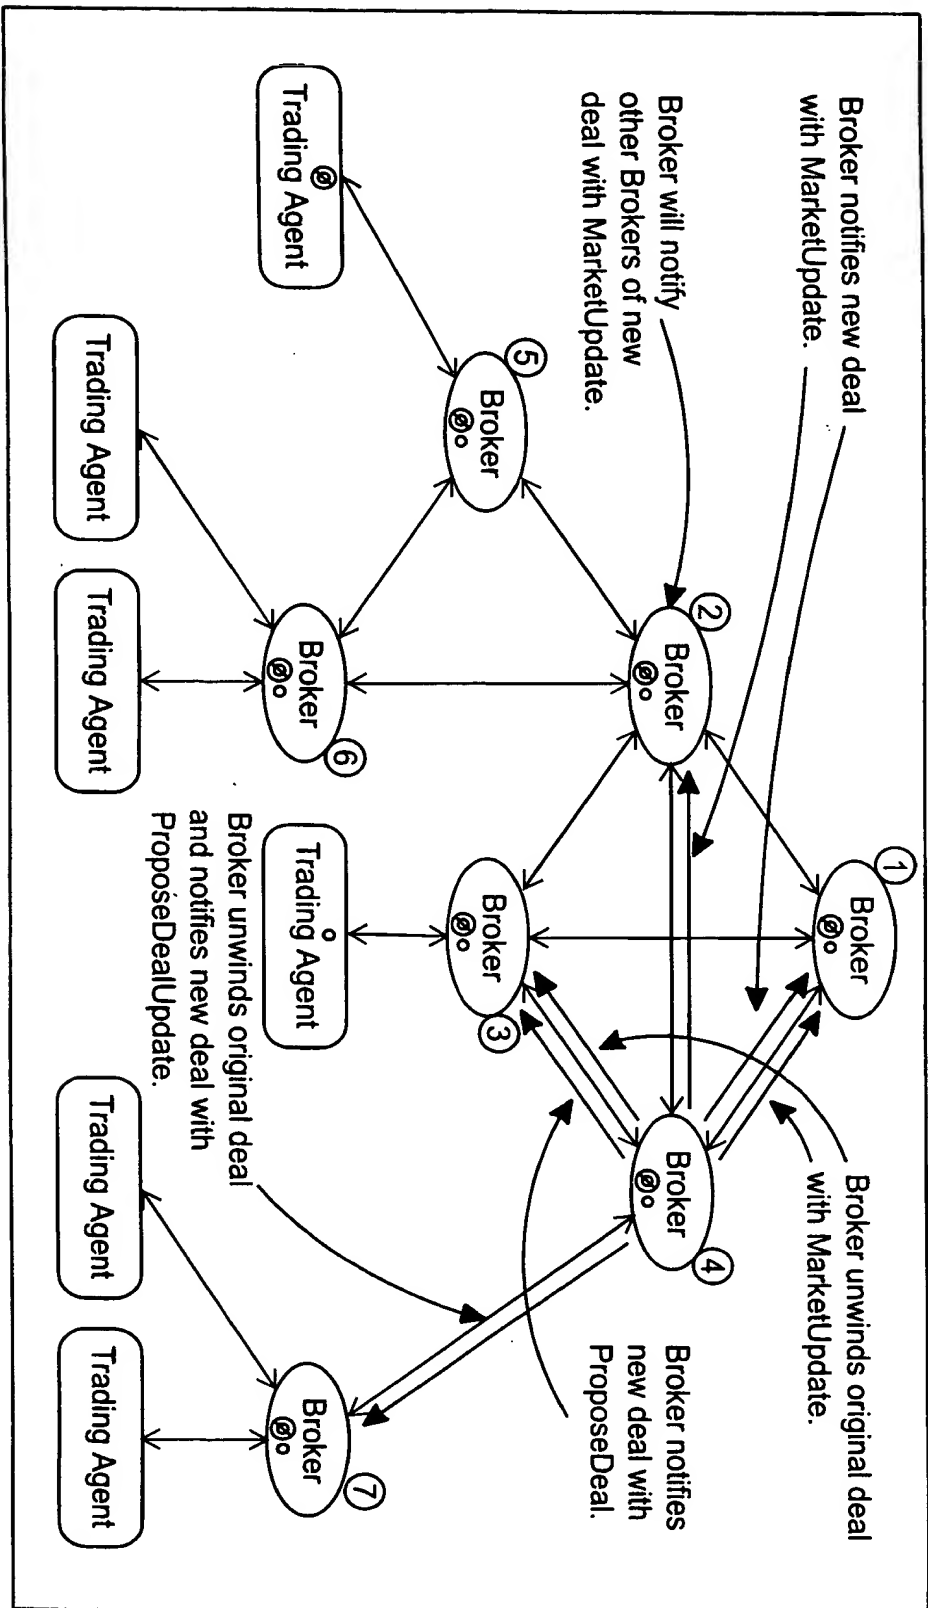 Broker notifies new deal
with MarketUpdate.
Broker unwinds original deal
with MarketUpdate.
Broker will notify
other Brokers of new
deal with MarketUpdate.
Broker notifies
new deal with
ProposeDeal.
1
Broker
2
Broker
4
Broker
5
Broker
3
Broker
Trading Agent
Broker
6
Trading Agent
Broker unwinds original deal
and notifies new deal with
ProposeDealUpdate.
Broker
7
Trading Agent
Trading Agent
Trading Agent
Trading Agent